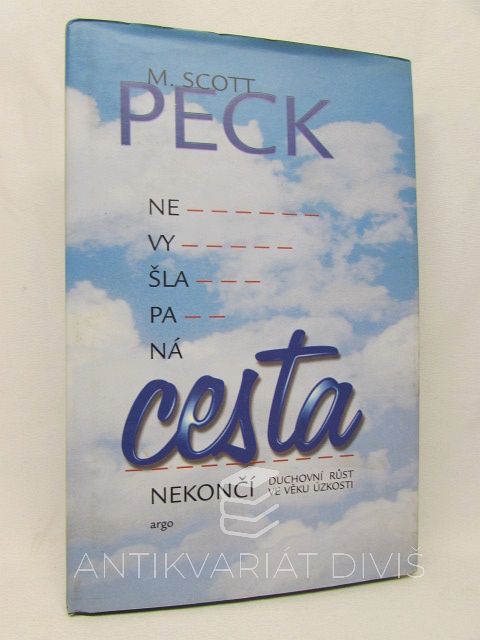 M. SCOTT
PECK
NE
VY
ŠLA
PA
NÁ
cesta
NEKONČÍ
DUCHOVNÍ RŮST
VE VĚKU ÚZKOSTI
argo
ANTIKVARIÁT DIVIŠ